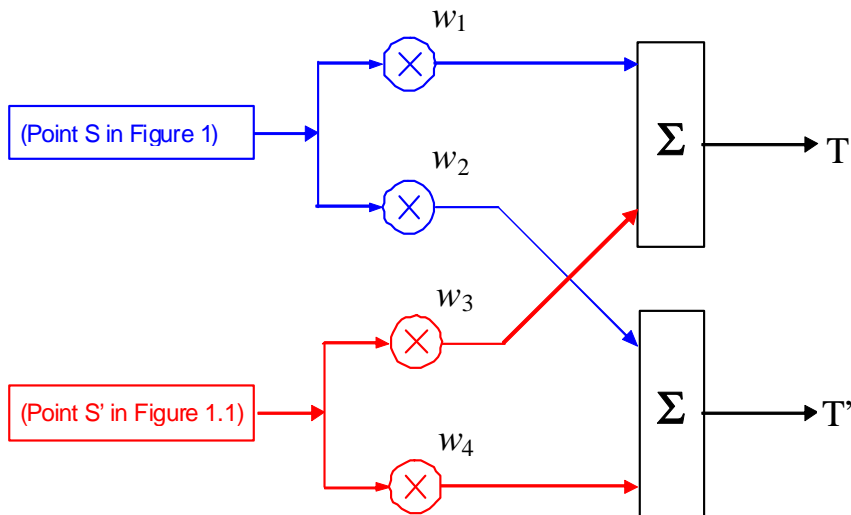 w1
(Point S in Figure 1)
Σ
T
w2
w3
(Point S' in Figure 1.1)
Σ
T'
w4